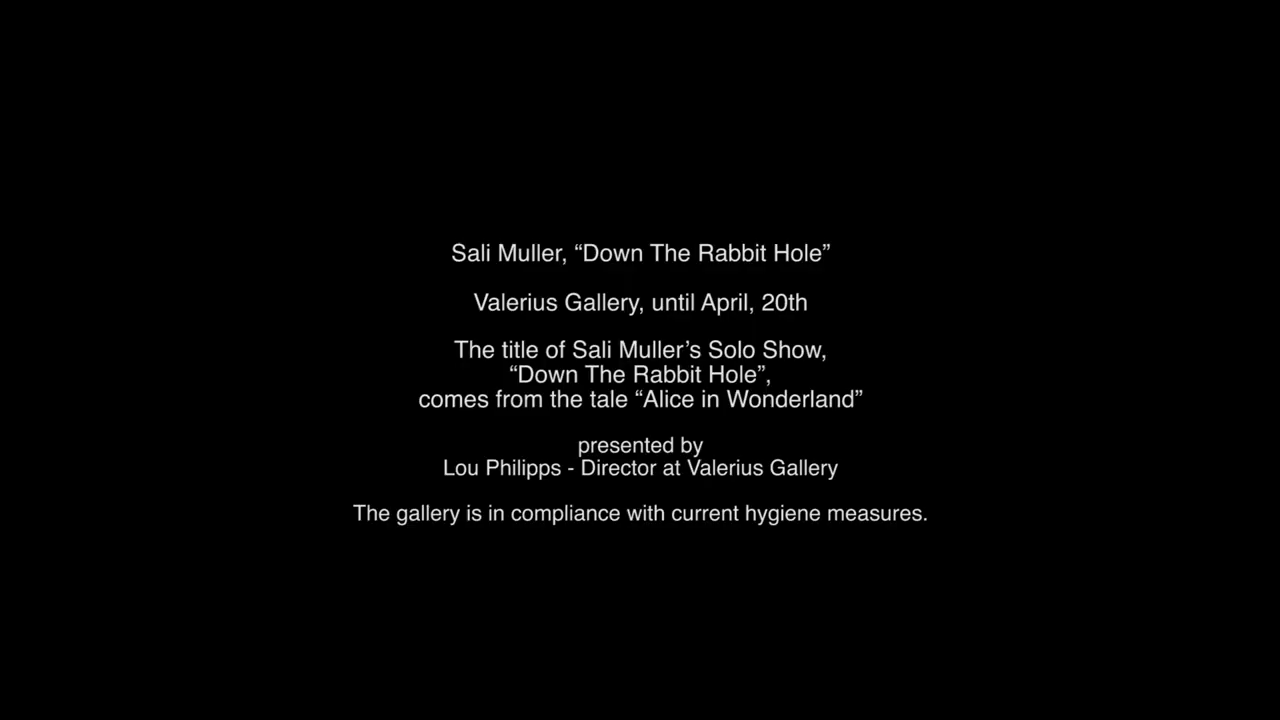 Sali Muller, “Down The Rabbit Hole”
Valerius Gallery, until April, 20th
The title of Sali Muller’s Solo Show,
“Down The Rabbit Hole”,
comes from the tale “Alice in Wonderland”
presented by
Lou Philipps - Director at Valerius Gallery
The gallery is in compliance with current hygiene measures.